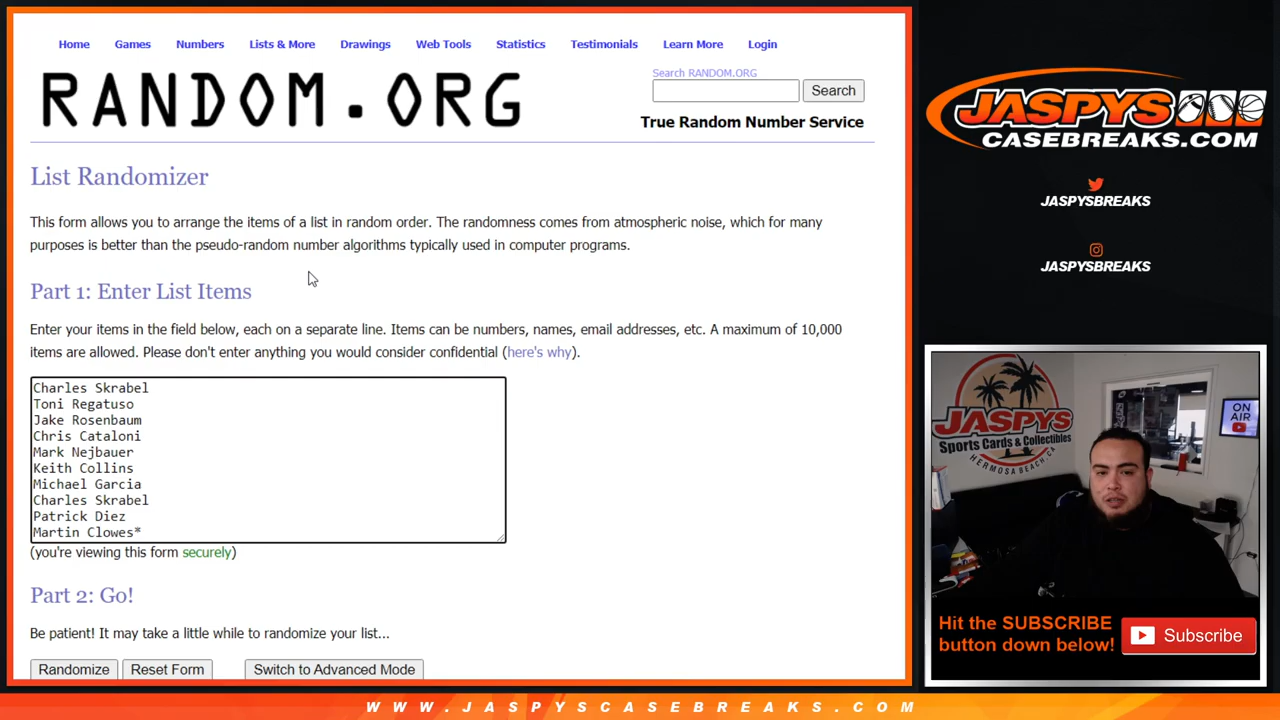 Home Games Numbers Lists & More Drawings Web Tools Statistics Testimonials Learn More Login
RANDOM.ORG
Search RANDOM.ORG
Search
True Random Number Service
List Randomizer
This form allows you to arrange the items of a list in random order. The randomness comes from atmospheric noise, which for many
purposes is better than the pseudo-random number algorithms typically used in computer programs.
Part 1: Enter List Items
Enter your items in the field below, each on a separate line. Items can be numbers, names, email addresses, etc. A maximum of 10,000
items are allowed. Please don't enter anything you would consider confidential (here's why).
Charles Skrabel
Toni Regatuso
Jake Rosenbaum
Chris Cataloni
Mark Nejbauer
Keith Collins
Michael Garcia
Charles Skrabel
Patrick Diez
Martin Clowes*
(you're viewing this form securely)
Part 2: Go!
Be patient! It may take a little while to randomize your list...
Randomize Reset Form Switch to Advanced Mode
JASPYS
CASEBREAKS.COM
JASPYSBREAKS
JASPYSBREAKS
JASPYS
Sports Cards & Collectibles
HERMOSA BEACH, CA
ON
AIR
Hit the SUBSCRIBE
button down below!
Subscribe
WWW.JASPYSCASEBREAKS.COM